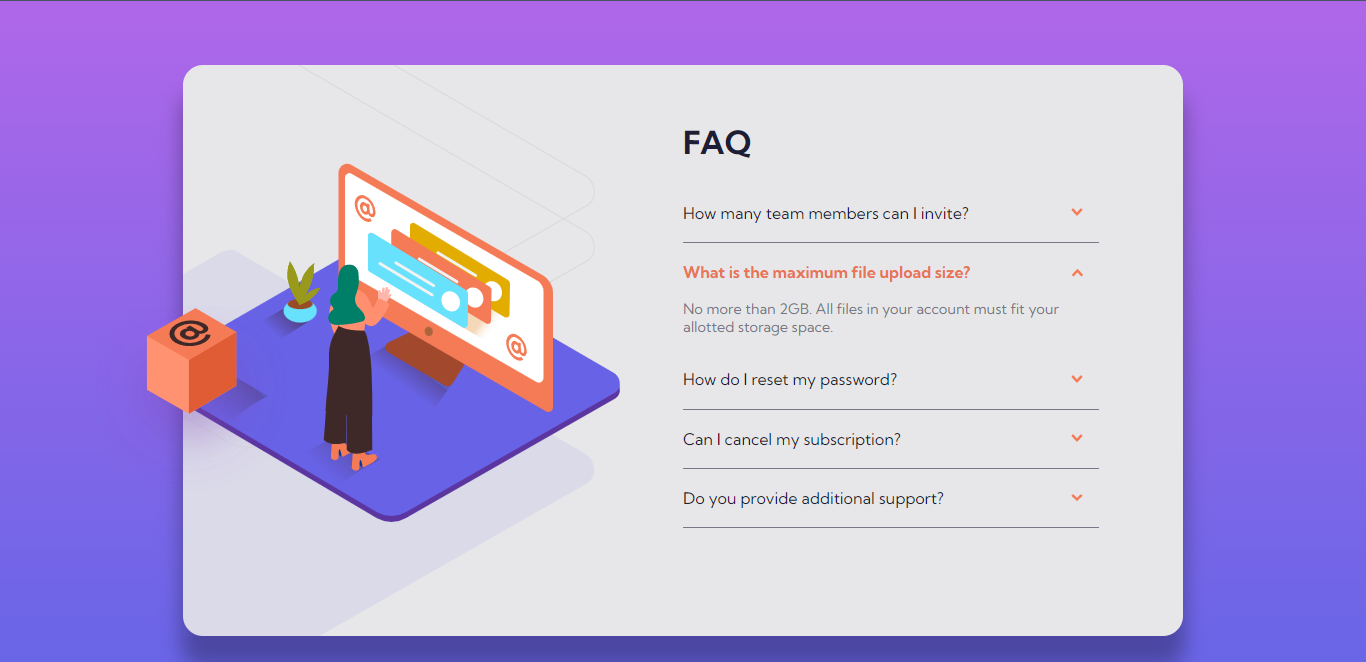 FAQ
How many team members can I invite?
What is the maximum file upload size?
No more than 2GB. All files in your account must fit your
allotted storage space.
How do I reset my password?
Can I cancel my subscription?
Do you provide additional support?
@
@
@